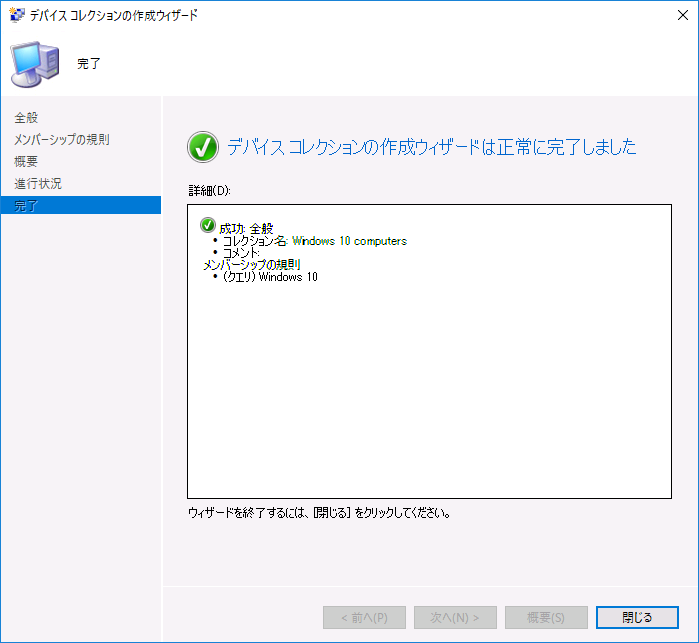 デバイス コレクションの作成ウィザード
完了
全般
メンバーシップの規則
概要
進行状況
完了
デバイス コレクションの作成ウィザードは正常に完了しました
詳細(D):
成功: 全般
• コレクション名: Windows 10 computers
• コメント:
メンバーシップの規則
• (クエリ) Windows 10
ウィザードを終了するには、[閉じる] をクリックしてください。
< 前へ(P)
次へ(N) >
概要(S)
閉じる